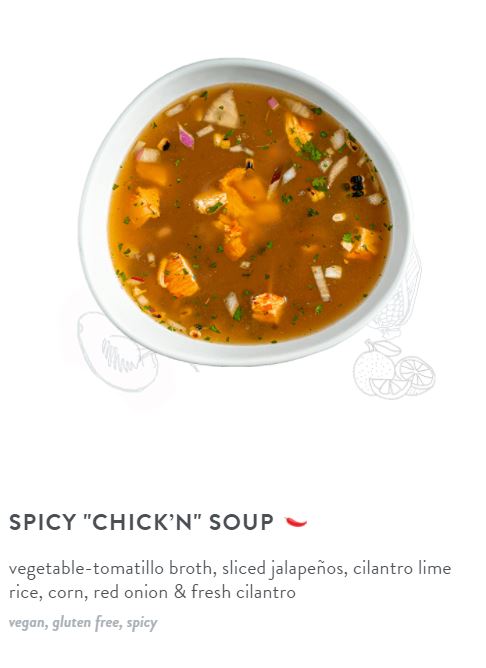 SPICY "CHICK’N" SOUP
vegetable-tomatillo broth, sliced jalapeños, cilantro lime
rice, corn, red onion & fresh cilantro
vegan, gluten free, spicy